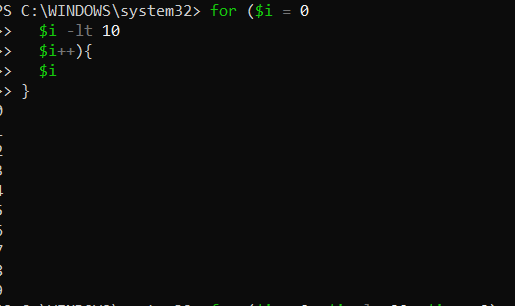 PS C:\WINDOWS\system32> for ($i = 0
>>   $i -lt 10
>>   $i++){
>>   $i
>> }
0
1
2
3
4
5
6
7
8
9